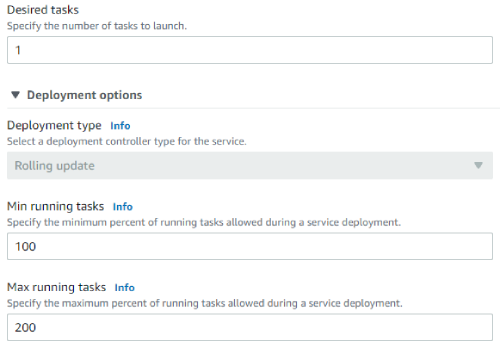 Desired tasks
Specify the number of tasks to launch.
1
Deployment options
Deployment type Info
Select a deployment controller type for the service.
Rolling update
Min running tasks Info
Specify the minimum percent of running tasks allowed during a service deployment.
100
Max running tasks Info
Specify the maximum percent of running tasks allowed during a service deployment.
200